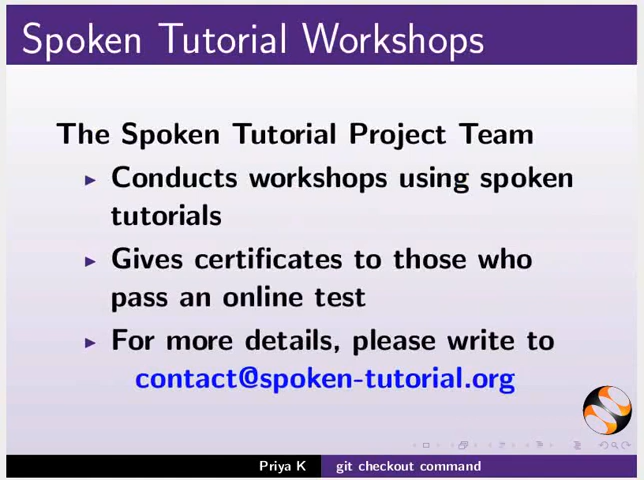 Spoken Tutorial Workshops
The Spoken Tutorial Project Team
Conducts workshops using spoken
tutorials
Gives certificates to those who
pass an online test
For more details, please write to
contact@spoken-tutorial.org
Priya K git checkout command